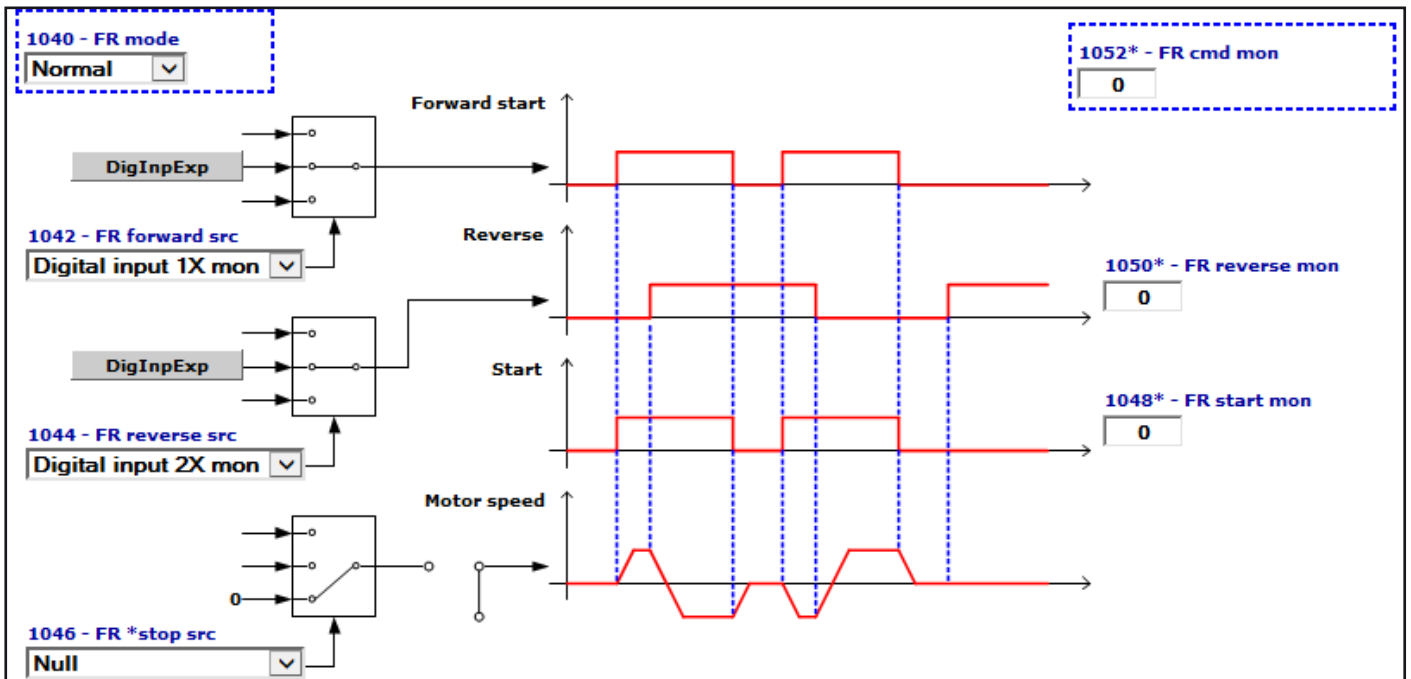 1040 - FR mode
Normal
1052* - FR cmd mon
0
Forward start
DigInpExp
1042 - FR forward src
Digital input 1X mon
Reverse
1050* - FR reverse mon
0
DigInpExp
Start
1048* - FR start mon
0
1044 - FR reverse src
Digital input 2X mon
Motor speed
0
1046 - FR *stop src
Null